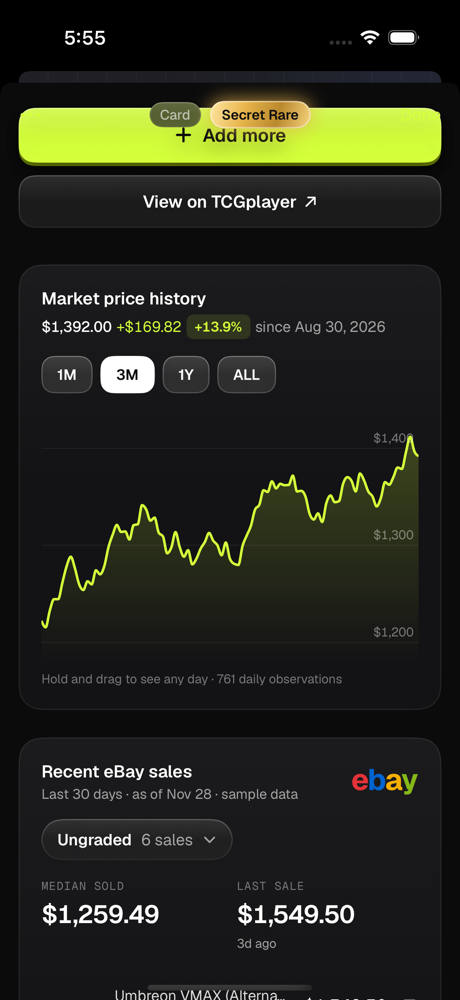 5:55
Card Secret Rare
+ Add more
View on TCGplayer ↗
Market price history
$1,392.00 +$169.82 +13.9% since Aug 30, 2026
1M 3M 1Y ALL
$1,400
$1,300
$1,200
Hold and drag to see any day · 761 daily observations
Recent eBay sales
ebay
Last 30 days · as of Nov 28 · sample data
Ungraded 6 sales
MEDIAN SOLD LAST SALE
$1,259.49 $1,549.50
3d ago
Umbreon VMAX (Alterna...